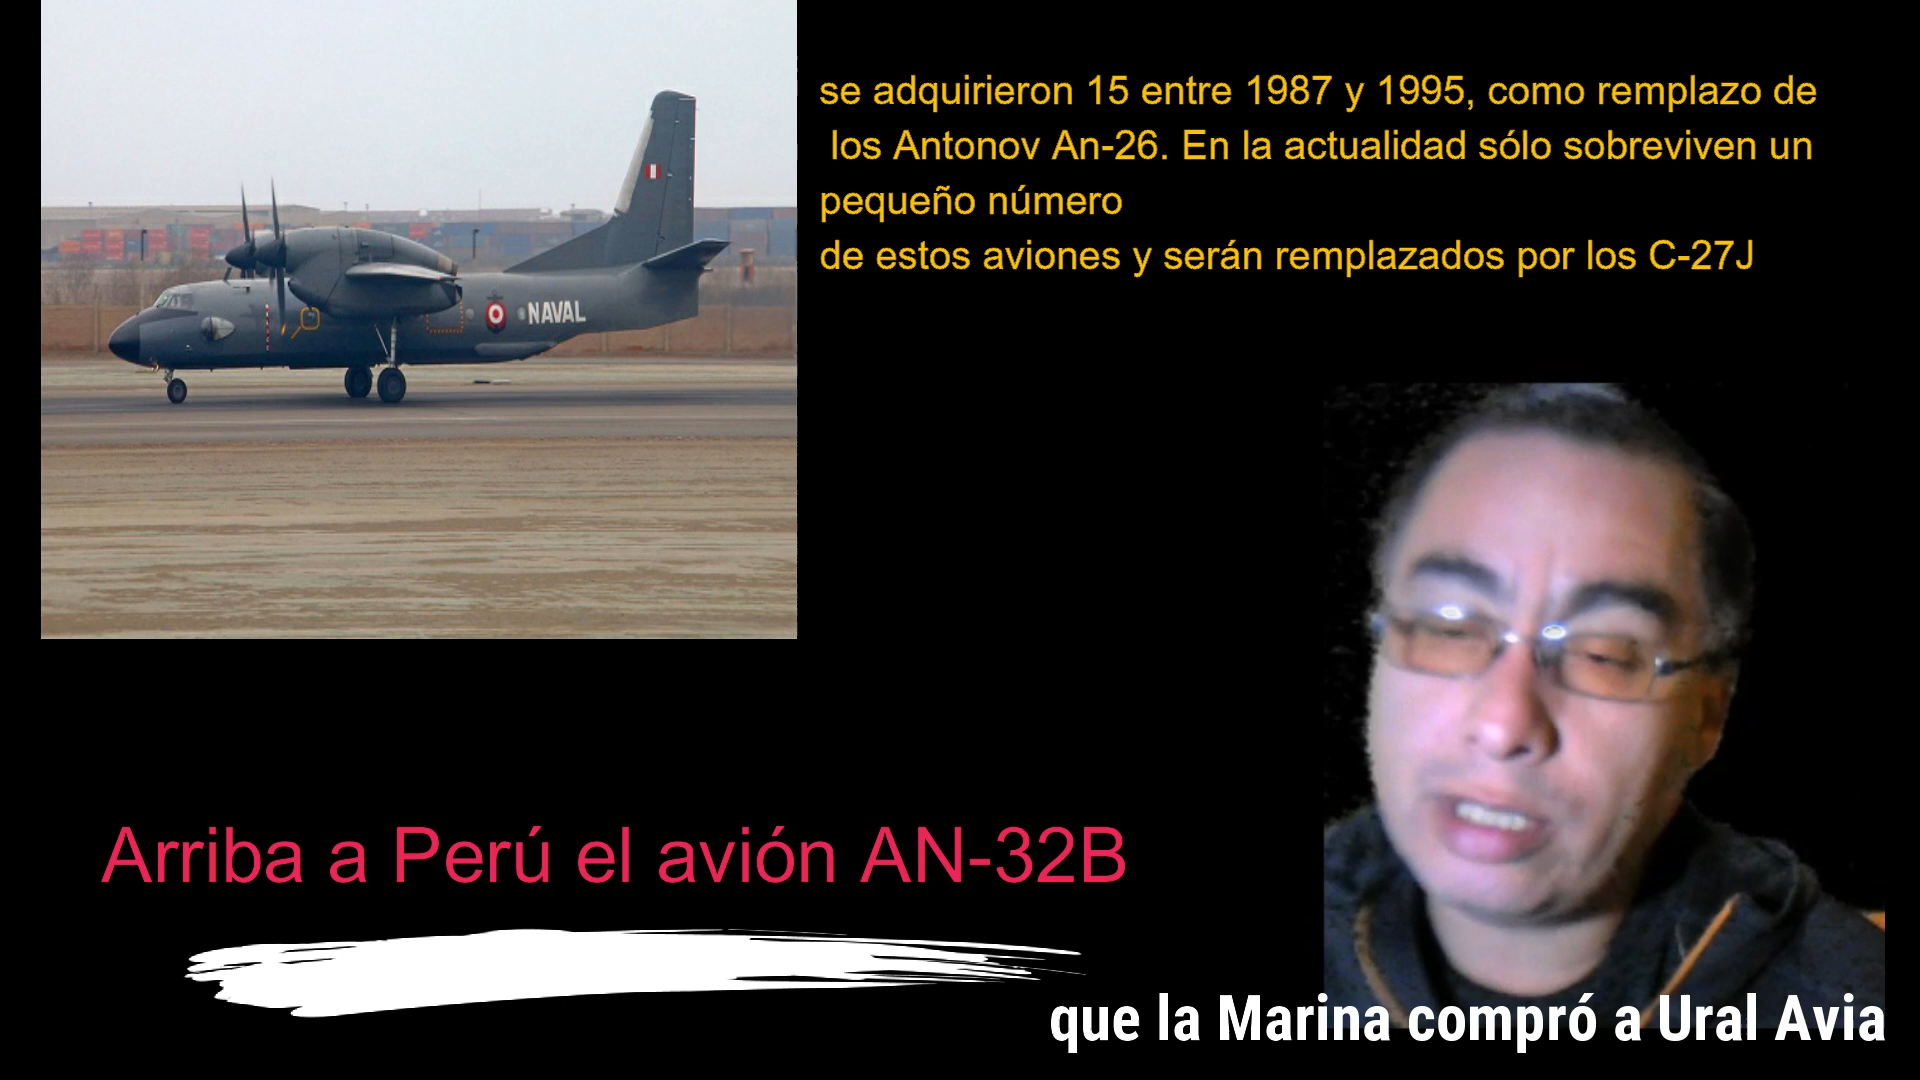 se adquirieron 15 entre 1987 y 1995, como remplazo de
los Antonov An-26. En la actualidad sólo sobreviven un
pequeño número
de estos aviones y serán remplazados por los C-27J
NAVAL
Arriba a Perú el avión AN-32B
que la Marina compró a Ural Avia